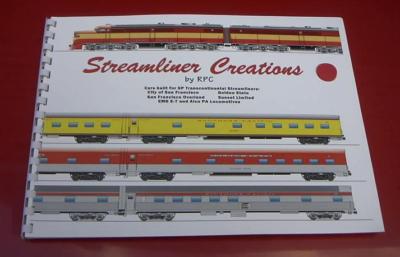 Streamliner Creations
by RPC
Cars built for SP Transcontinental Streamliners:
City of San Francisco Golden State
San Francisco Overland Sunset Limited
EMD E-7 and Alco PA Locomotives